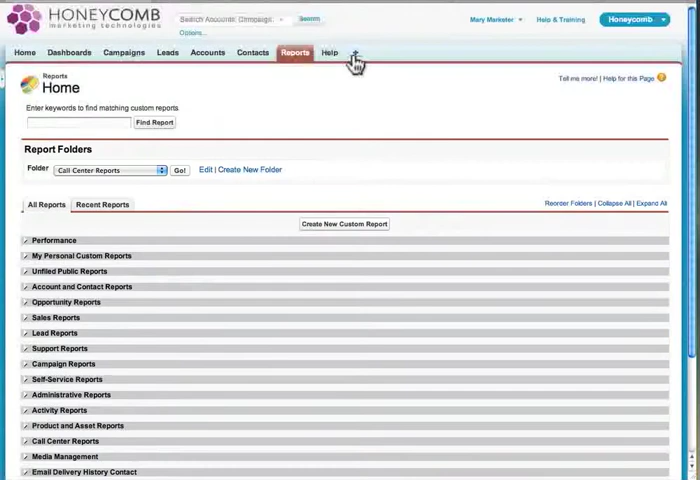 HONEYCOMB
marketing technologies
Search Accounts, Campaign
Search
Options...
Mary Marketer
Help & Training
Honeycomb
Home
Dashboards
Campaigns
Leads
Accounts
Contacts
Reports
Help
+
Reports
Home
Tell me more! | Help for this Page
Enter keywords to find matching custom reports.
Find Report
Report Folders
Folder
Call Center Reports
Go!
Edit | Create New Folder
All Reports
Recent Reports
Reorder Folders | Collapse All | Expand All
Create New Custom Report
Performance
My Personal Custom Reports
Unfiled Public Reports
Account and Contact Reports
Opportunity Reports
Sales Reports
Lead Reports
Support Reports
Campaign Reports
Self-Service Reports
Administrative Reports
Activity Reports
Product and Asset Reports
Call Center Reports
Media Management
Email Delivery History Contact